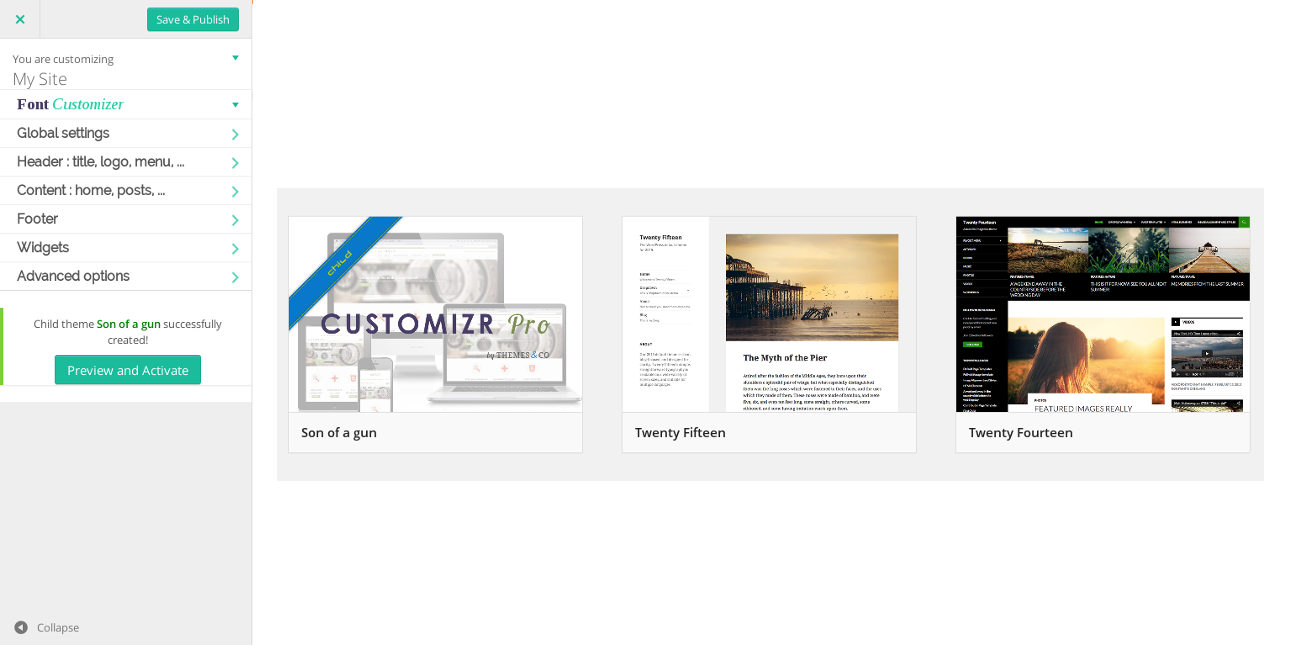 Save & Publish
You are customizing
My Site
Font Customizer
Global settings
Header : title, logo, menu, ...
Content : home, posts, ...
Footer
Widgets
Advanced options
Child theme Son of a gun successfully
created!
Preview and Activate
Collapse
child
CUSTOMIZR Pro
by THEMES&CO
Son of a gun
Twenty Fifteen
The Myth of the Pier
Twenty Fifteen
Twenty Fourteen
FEATURED IMAGES REALLY
Twenty Fourteen